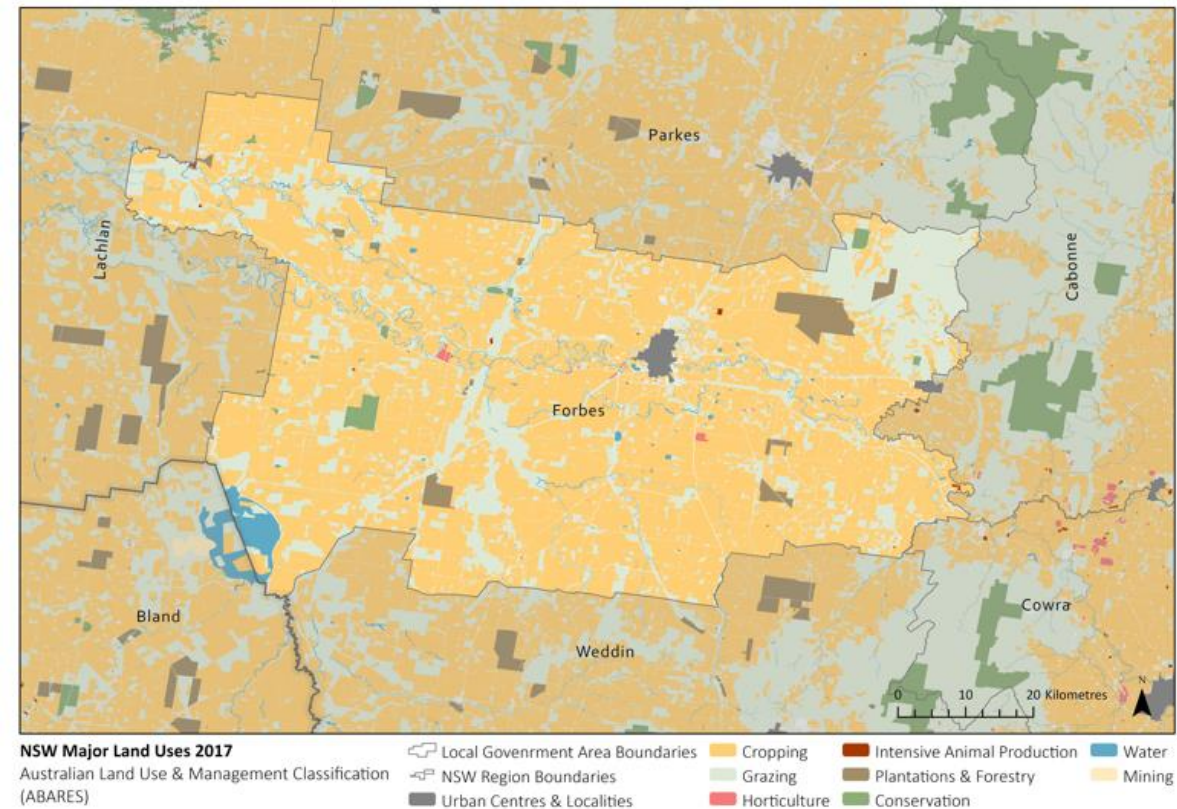 Parkes
Lachlan
Cabonne
Forbes
Bland
Weddin
Cowra
N
0 10 20 Kilometres
NSW Major Land Uses 2017
Australian Land Use & Management Classification
(ABARES)
Local Govenrment Area Boundaries
NSW Region Boundaries
Urban Centres & Localities
Cropping
Grazing
Horticulture
Intensive Animal Production
Plantations & Forestry
Conservation
Water
Mining